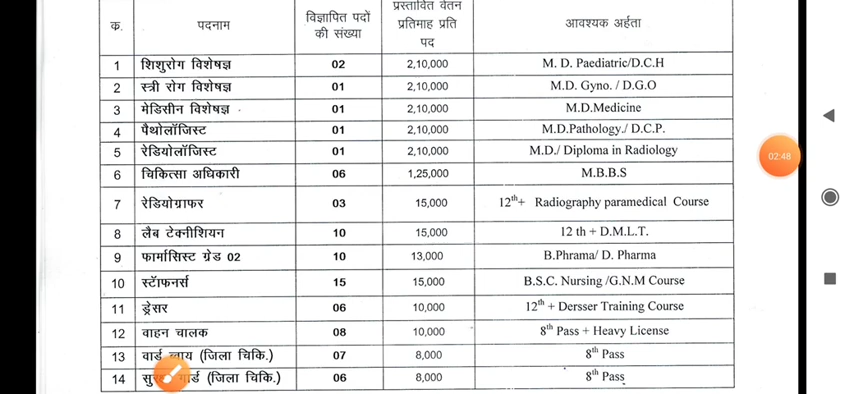 क. पदनाम विज्ञापित पदों की संख्या प्रस्तावित वेतन प्रतिमाह प्रति पद आवश्यक अर्हता
1 शिशुरोग विशेषज्ञ 02 2,10,000 M. D. Paediatric/D.C.H
2 स्त्री रोग विशेषज्ञ 01 2,10,000 M.D. Gyno. / D.G.O
3 मेडिसीन विशेषज्ञ 01 2,10,000 M.D.Medicine
4 पैथोलॉजिस्ट 01 2,10,000 M.D.Pathology./ D.C.P.
5 रेडियोलॉजिस्ट 01 2,10,000 M.D./ Diploma in Radiology
6 चिकित्सा अधिकारी 06 1,25,000 M.B.B.S
7 रेडियोग्राफर 03 15,000 12th+ Radiography paramedical Course
8 लैब टेक्नीशियन 10 15,000 12 th + D.M.L.T.
9 फार्मासिस्ट ग्रेड 02 10 13,000 B.Phrama/ D. Pharma
10 स्टॉफनर्स 15 15,000 B.S.C. Nursing /G.N.M Course
11 ड्रेसर 06 10,000 12th + Dersser Training Course
12 वाहन चालक 08 10,000 8th Pass + Heavy License
13 वार्ड (जिला चिकि.) 07 8,000 8th Pass
14 (जिला चिकि.) 06 8,000 8th Pass
02:48